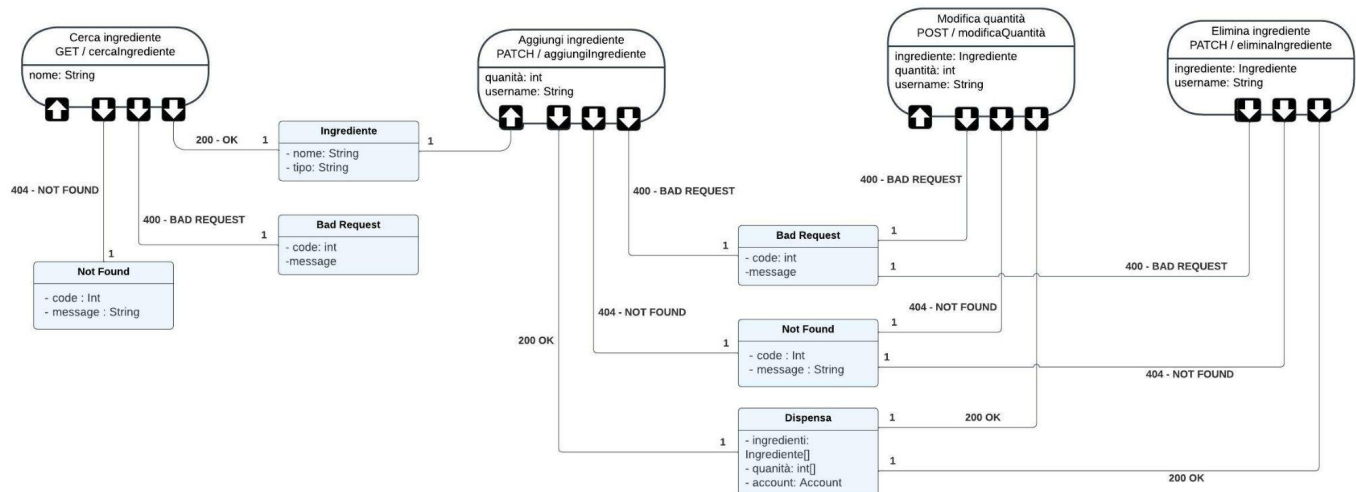 Cerca ingrediente
GET / cercaIngrediente
nome: String
Aggiungi ingrediente
PATCH / aggiungiIngrediente
quanità: int
username: String
Modifica quantità
POST / modificaQuantità
ingrediente: Ingrediente
quantità: int
username: String
Elimina ingrediente
PATCH / eliminaIngrediente
ingrediente: Ingrediente
username: String
200 - OK
1
Ingrediente
- nome: String
- tipo: String
1
404 - NOT FOUND
400 - BAD REQUEST
1
Bad Request
- code: int
-message
1
Not Found
- code : Int
- message : String
400 - BAD REQUEST
1
Bad Request
- code: int
-message
1
400 - BAD REQUEST
1
400 - BAD REQUEST
404 - NOT FOUND
1
Not Found
- code : Int
- message : String
1
404 - NOT FOUND
1
404 - NOT FOUND
200 OK
1
Dispensa
- ingredienti:
Ingrediente[]
- quanità: int[]
- account: Account
1
200 OK
1
200 OK